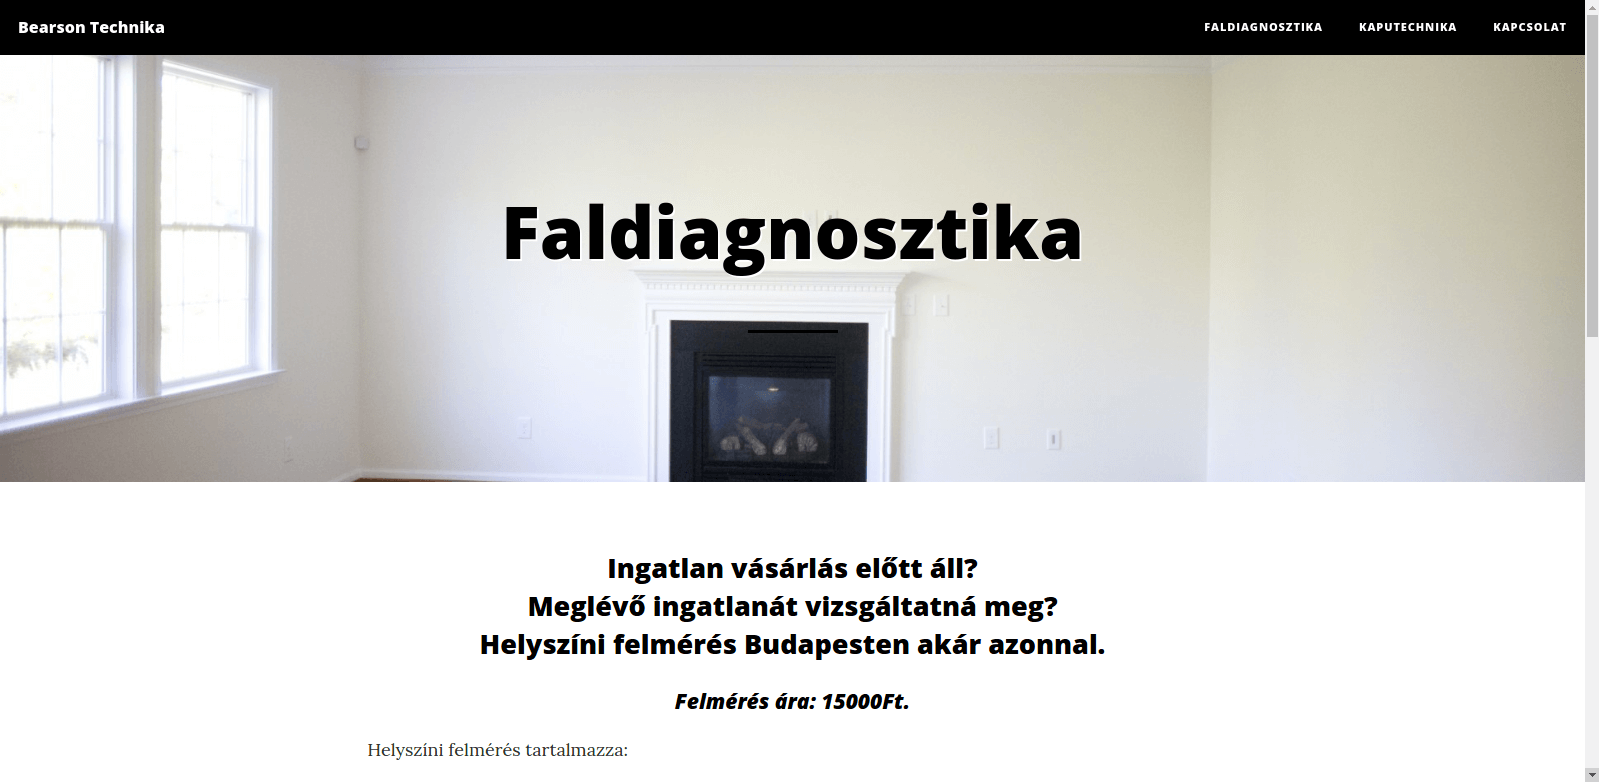 Bearson Technika
FALDIAGNOSZTIKA KAPUTECHNIKA KAPCSOLAT
Faldiagnosztika
Ingatlan vásárlás előtt áll?
Meglévő ingatlanát vizsgáltatná meg?
Helyszíni felmérés Budapesten akár azonnal.
Felmérés ára: 15000Ft.
Helyszíni felmérés tartalmazza: